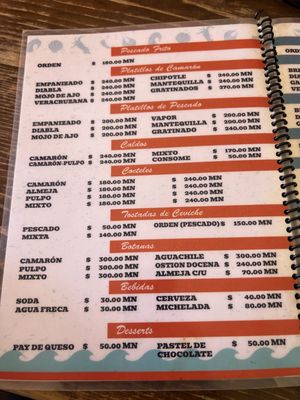 Pescado Frito
ORDEN $ 180.00 MN
Platillos de Camarón
EMPANIZADO $ 240.00 MN CHIPOTLE $ 240.00 MN
DIABLA $ 240.00 MN MANTEQUILLA $ 240.00 MN
MOJO DE AJO $ 240.00 MN GRATINADOS $ 270.00 MN
VERACRUZANA $ 240.00 MN
Platillos de Pescado
EMPANIZADO $ 200.00 MN VAPOR $ 200.00 MN
DIABLA $ 200.00 MN MANTEQUILLA $ 200.00 MN
MOJO DE AJO $ 200.00 MN GRATINADO $ 240.00 MN
Caldos
CAMARÓN $ 240.00 MN MIXTO $ 170.00 MN
CAMARÓN-PULPO $ 240.00 MN CONSOME $ 50.00 MN
Cocteles
CAMARÓN $ 180.00 MN $ 240.00 MN
ALMEJA $ 180.00 MN $ 240.00 MN
PULPO $ 180.00 MN $ 240.00 MN
MIXTO $ 180.00 MN $ 240.00 MN
Tostadas de Ceviche
PESCADO $ 50.00 MN ORDEN (PESCADO) $ 150.00 MN
MIXTA $ 140.00 MN
Botanas
CAMARÓN $ 300.00 MN AGUACHILE $ 300.00 MN
PULPO $ 300.00 MN OSTION DOCENA $ 240.00 MN
MIXTO $ 300.00 MN ALMEJA C/U $ 70.00 MN
Bebidas
SODA $ 30.00 MN CERVEZA $ 40.00 MN
AGUA FRECA $ 30.00 MN MICHELADA $ 80.00 MN
Desserts
PAY DE QUESO $ 50.00 MN PASTEL DE $ 50.00 MN
CHOCOLATE